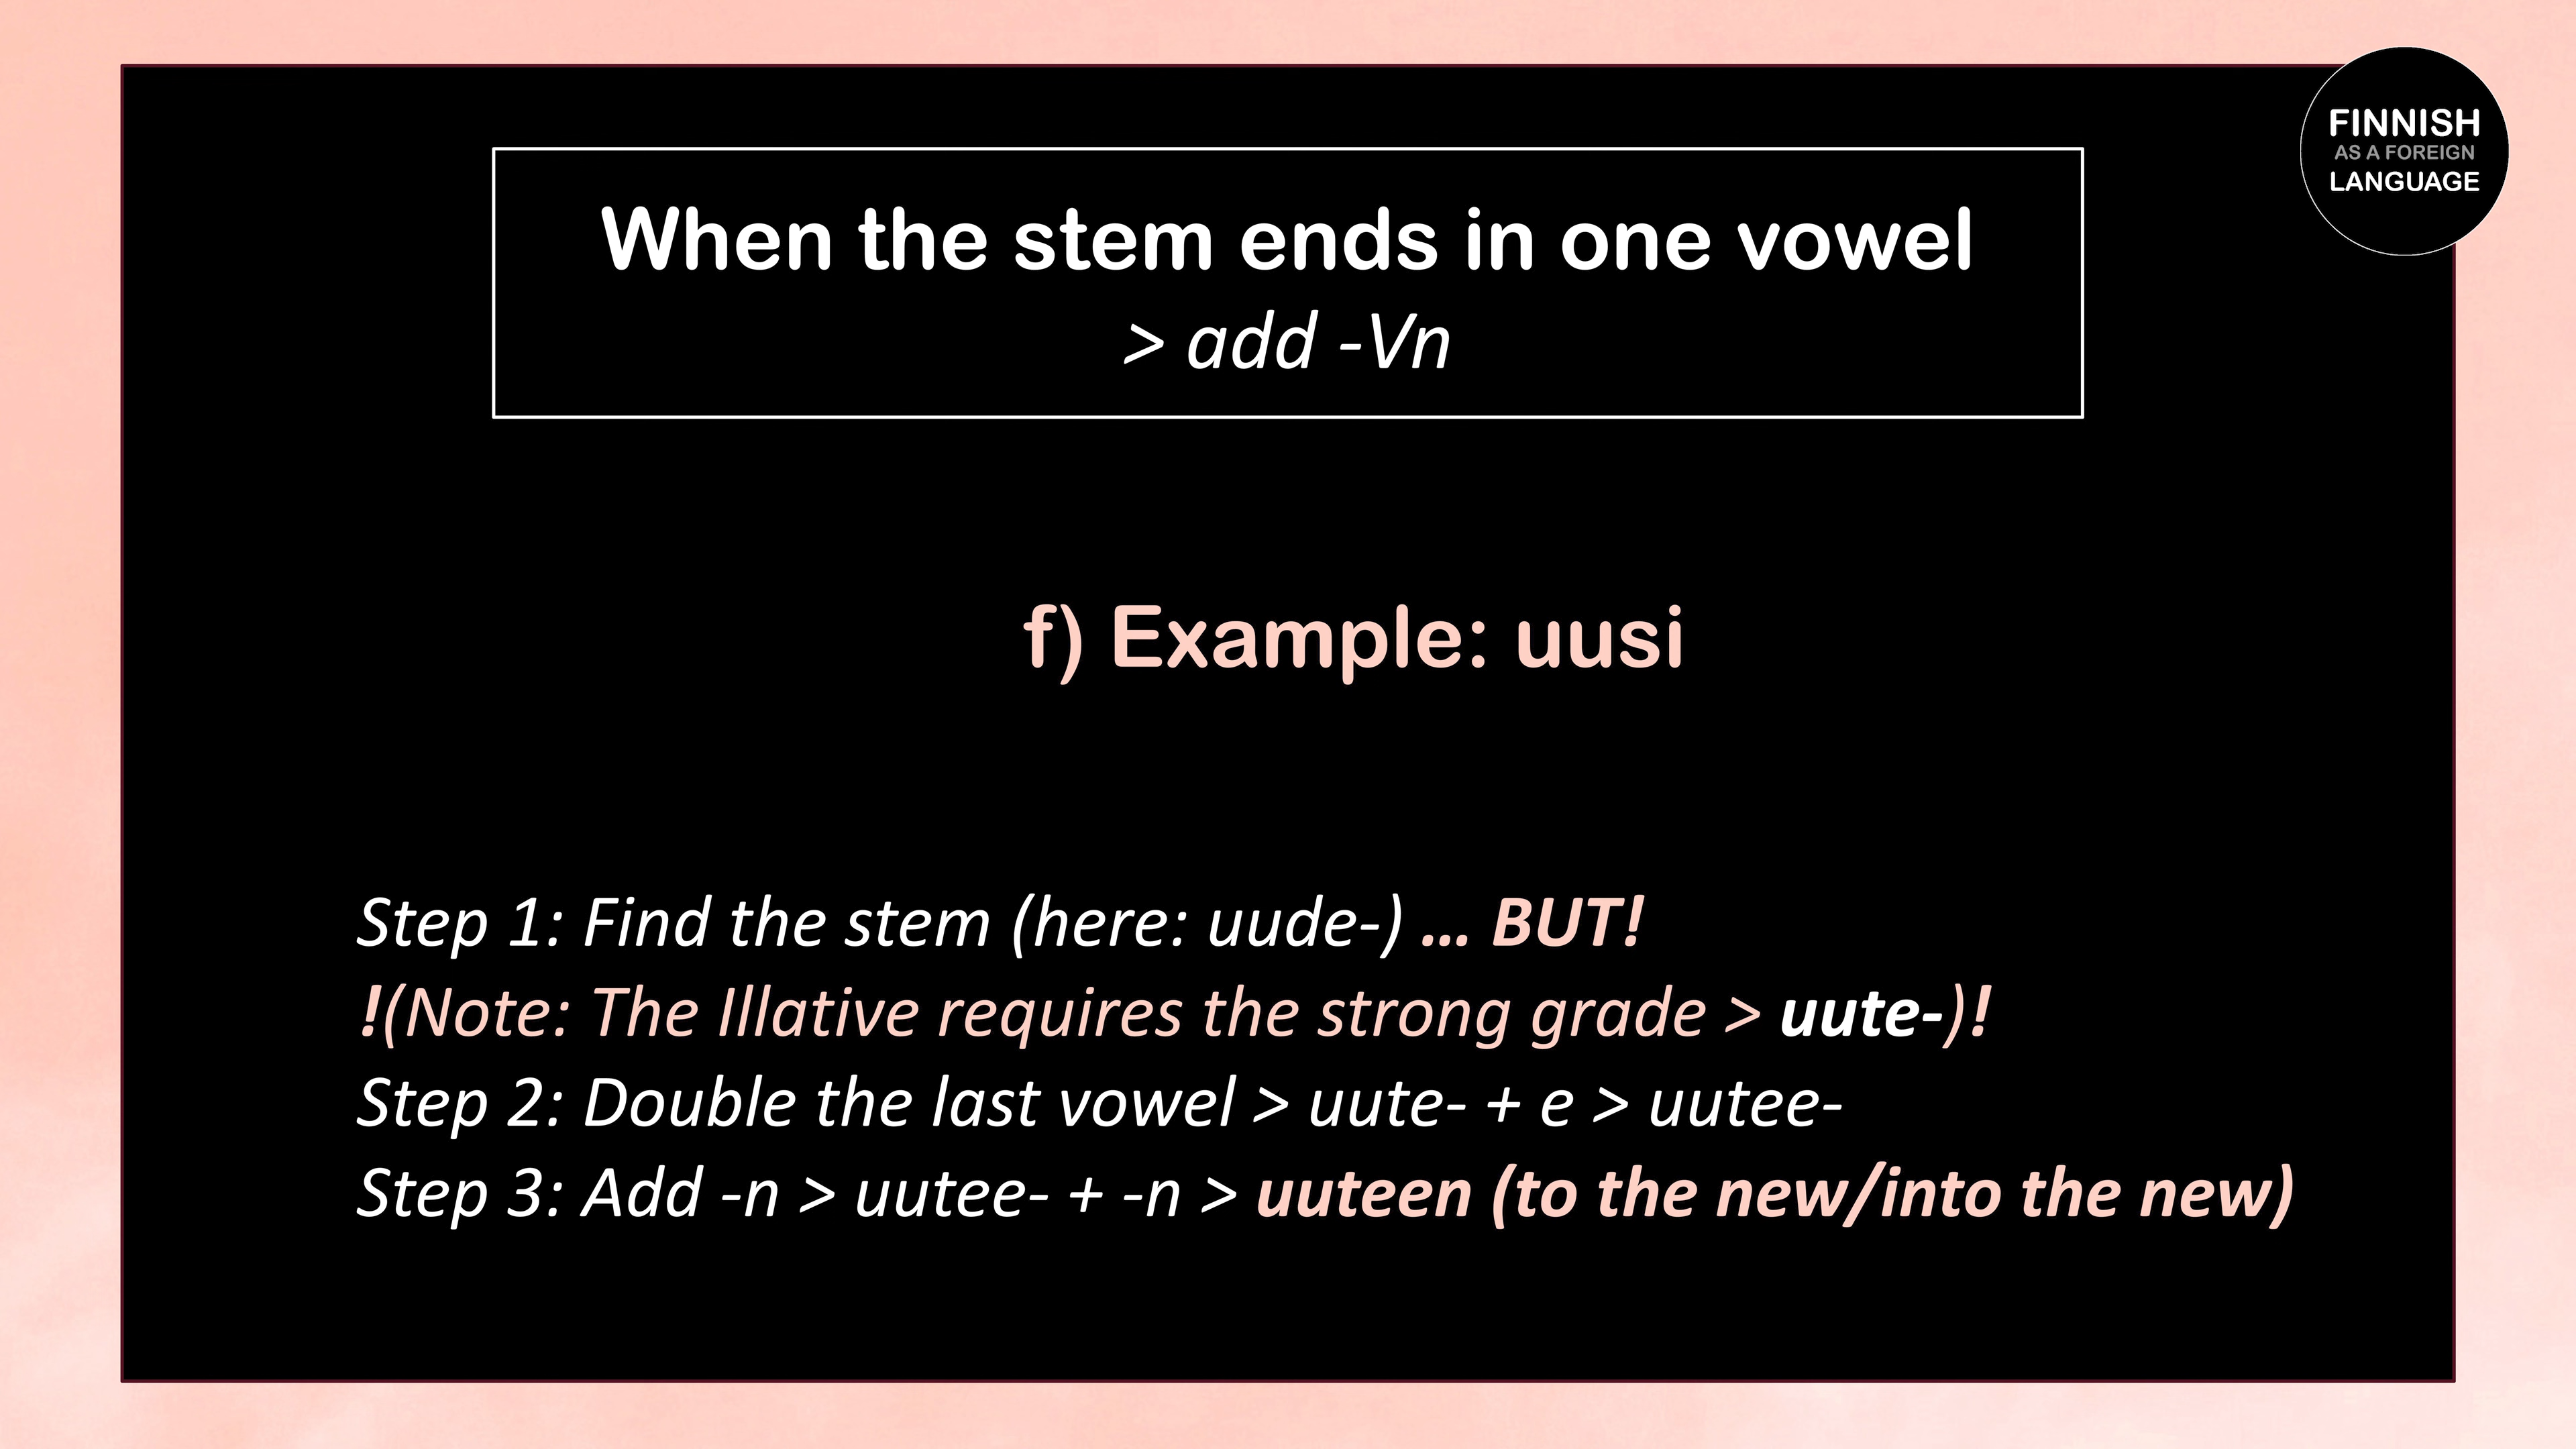 FINNISH
AS A FOREIGN
LANGUAGE
When the stem ends in one vowel
> add -Vn
f) Example: uusi
Step 1: Find the stem (here: uude-) … BUT!
!(Note: The Illative requires the strong grade > uute-)!
Step 2: Double the last vowel > uute- + e > uutee-
Step 3: Add -n > uutee- + -n > uuteen (to the new/into the new)